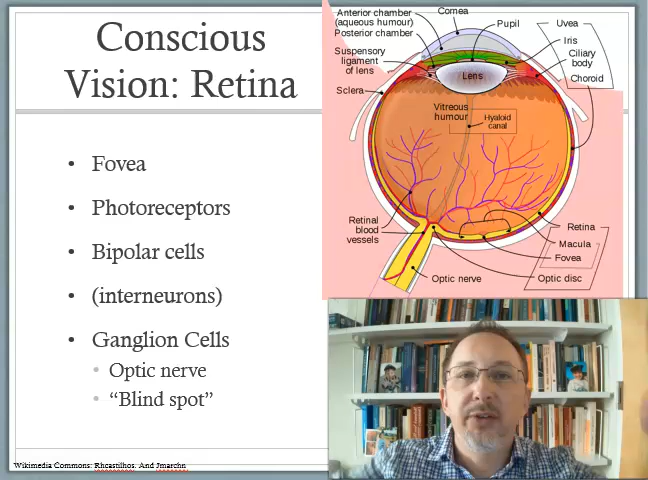 Conscious
Vision: Retina
• Fovea
• Photoreceptors
• Bipolar cells
• (interneurons)
• Ganglion Cells
• Optic nerve
• “Blind spot”
Wikimedia Commons: Rhcastilhos. And Jmarchn
Anterior chamber
(aqueous humour)
Posterior chamber
Cornea
Pupil
Uvea
Iris
Ciliary
body
Choroid
Suspensory
ligament
of lens
Lens
Sclera
Vitreous
humour
Hyaloid
canal
Retinal
blood
vessels
Retina
Macula
Fovea
Optic nerve
Optic disc